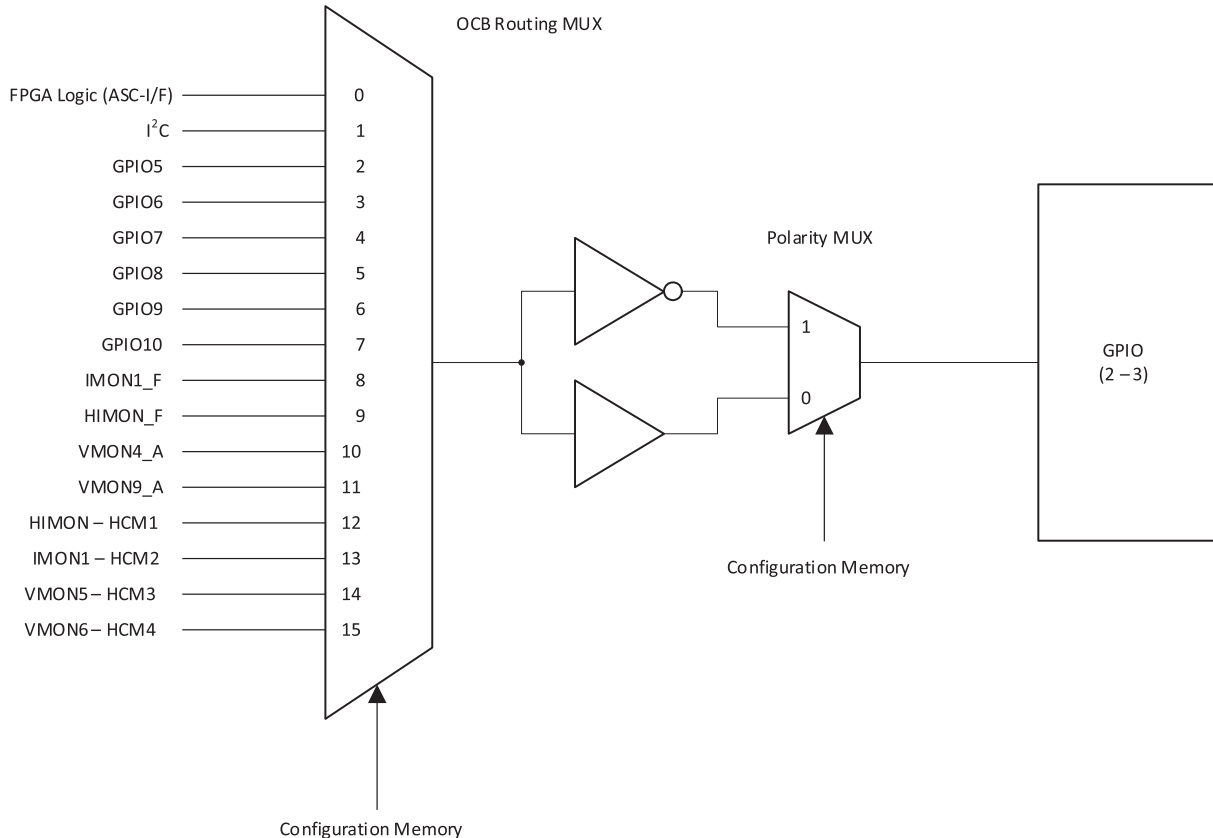 OCB Routing MUX
FPGA Logic (ASC-I/F) 0
I²C 1
GPIO5 2
GPIO6 3
GPIO7 4
Polarity MUX
GPIO8 5
GPIO9 6
1
GPIO10 7
GPIO
(2 – 3)
IMON1_F 8
0
HIMON_F 9
VMON4_A 10
VMON9_A 11
HIMON – HCM1 12
IMON1 – HCM2 13
Configuration Memory
VMON5 – HCM3 14
VMON6 – HCM4 15
Configuration Memory